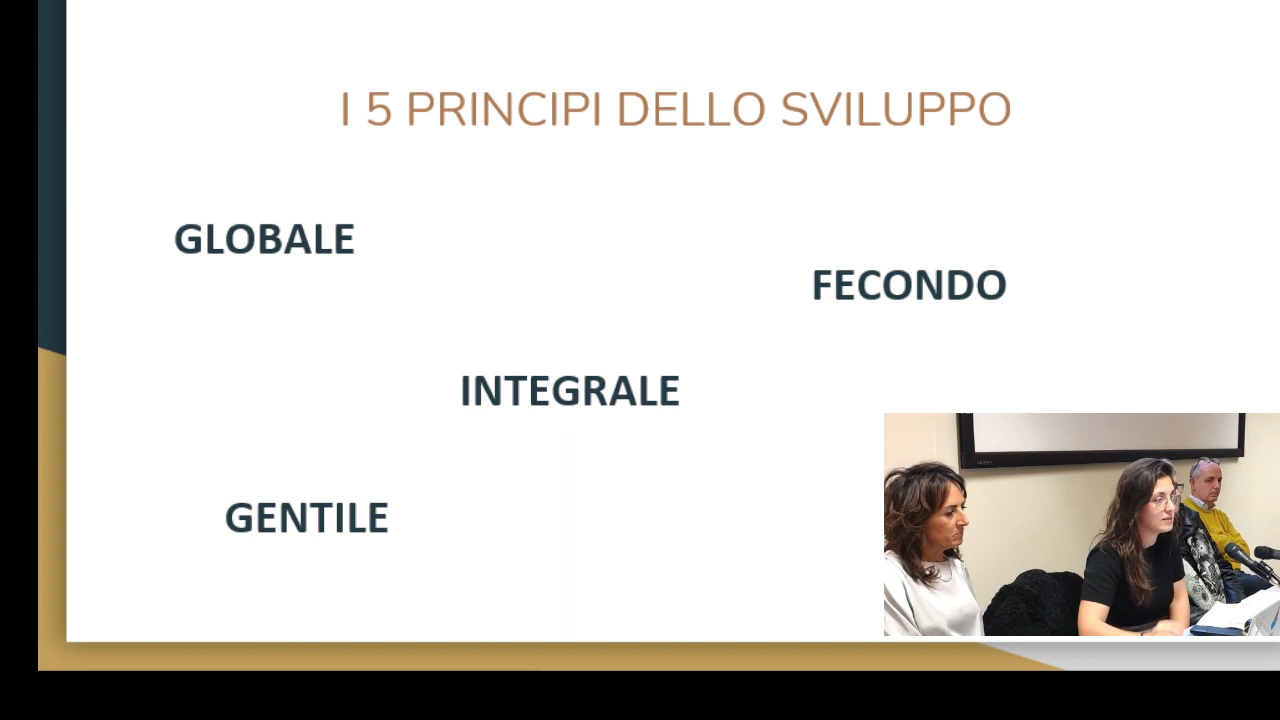 I 5 PRINCIPI DELLO SVILUPPO
GLOBALE
FECONDO
INTEGRALE
GENTILE